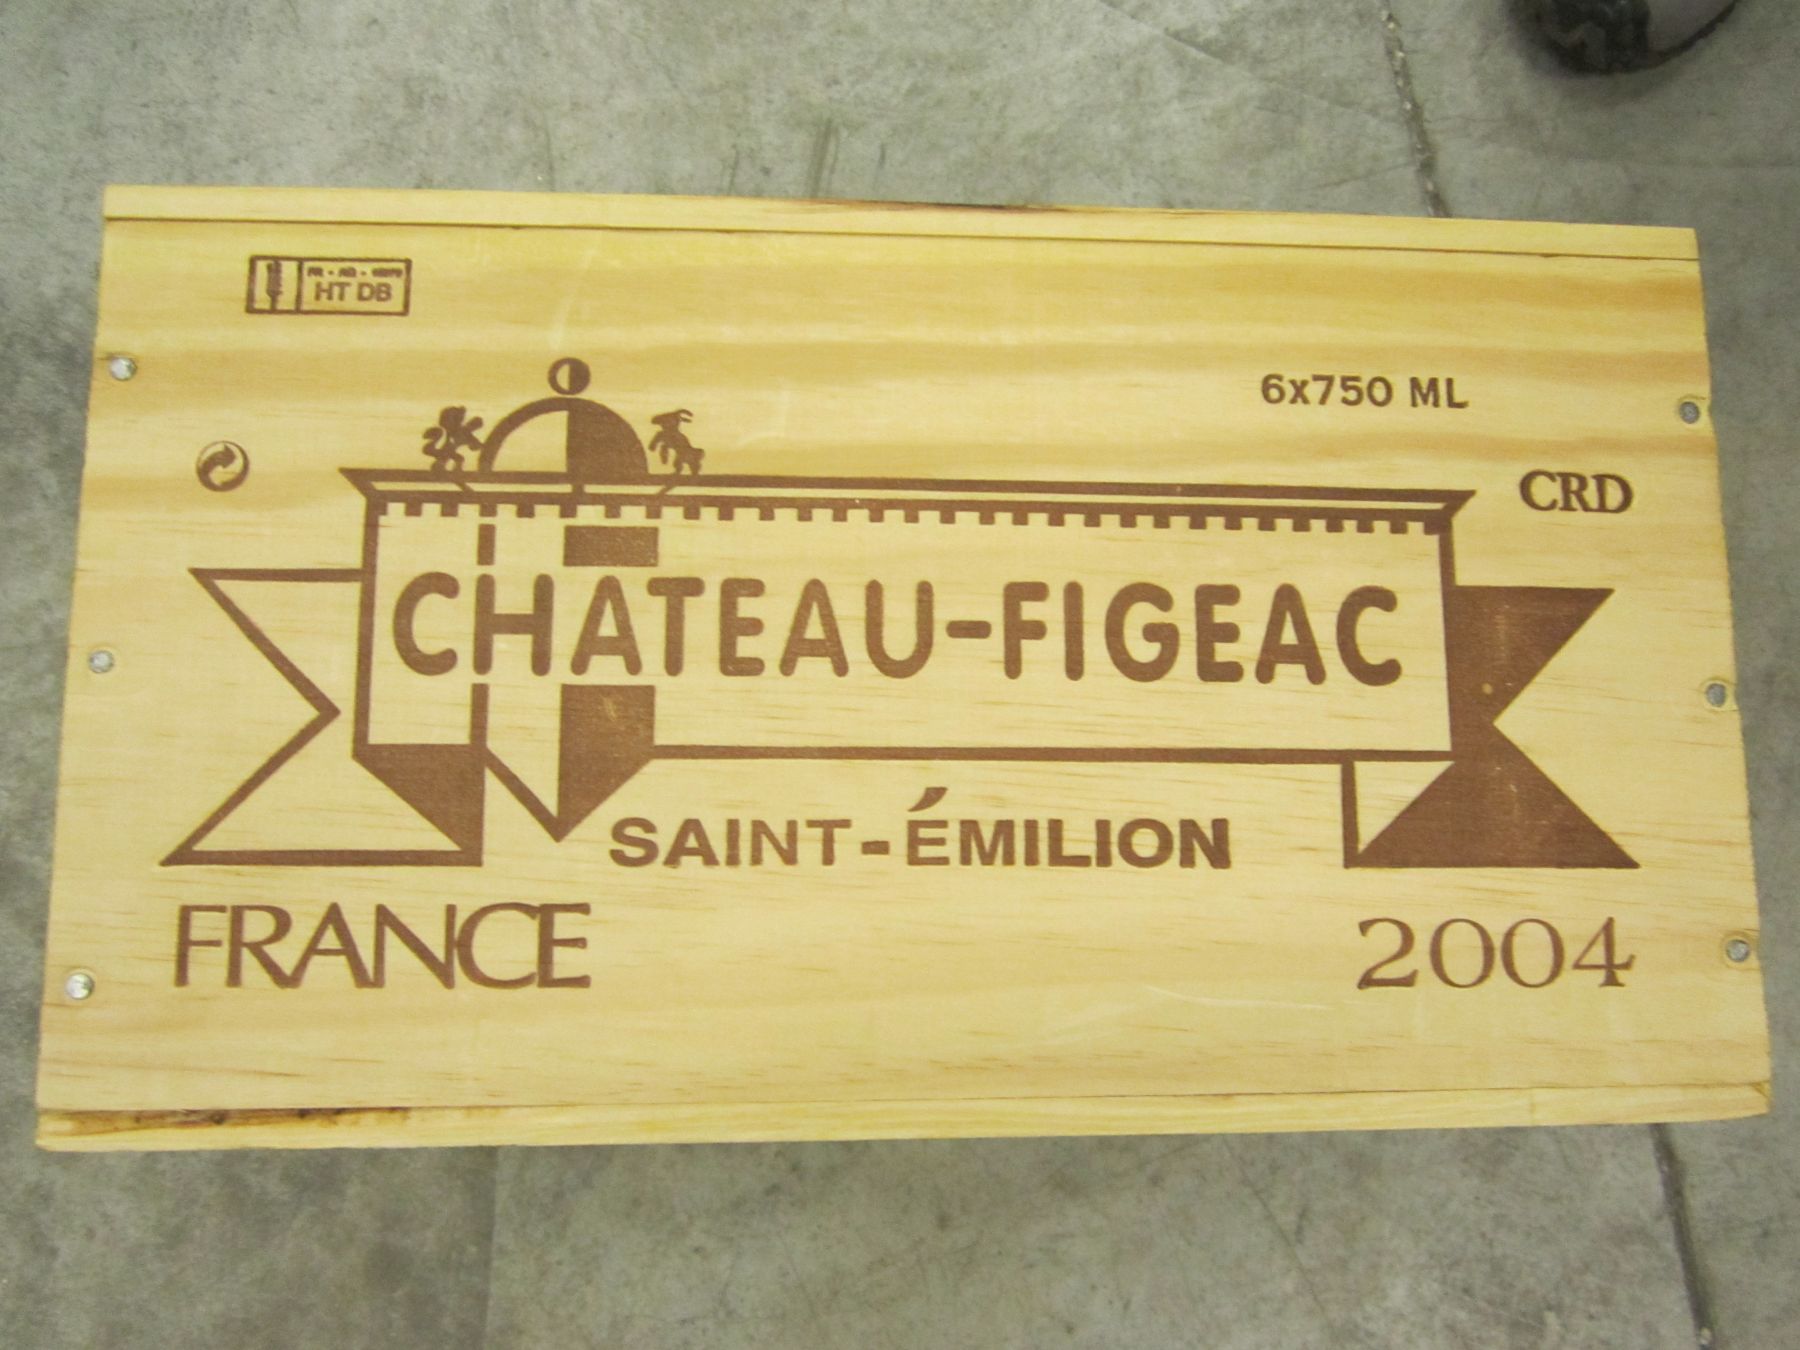 HT DB
6x750 ML
CRD
CHATEAU-FIGEAC
SAINT-ÉMILION
FRANCE
2004